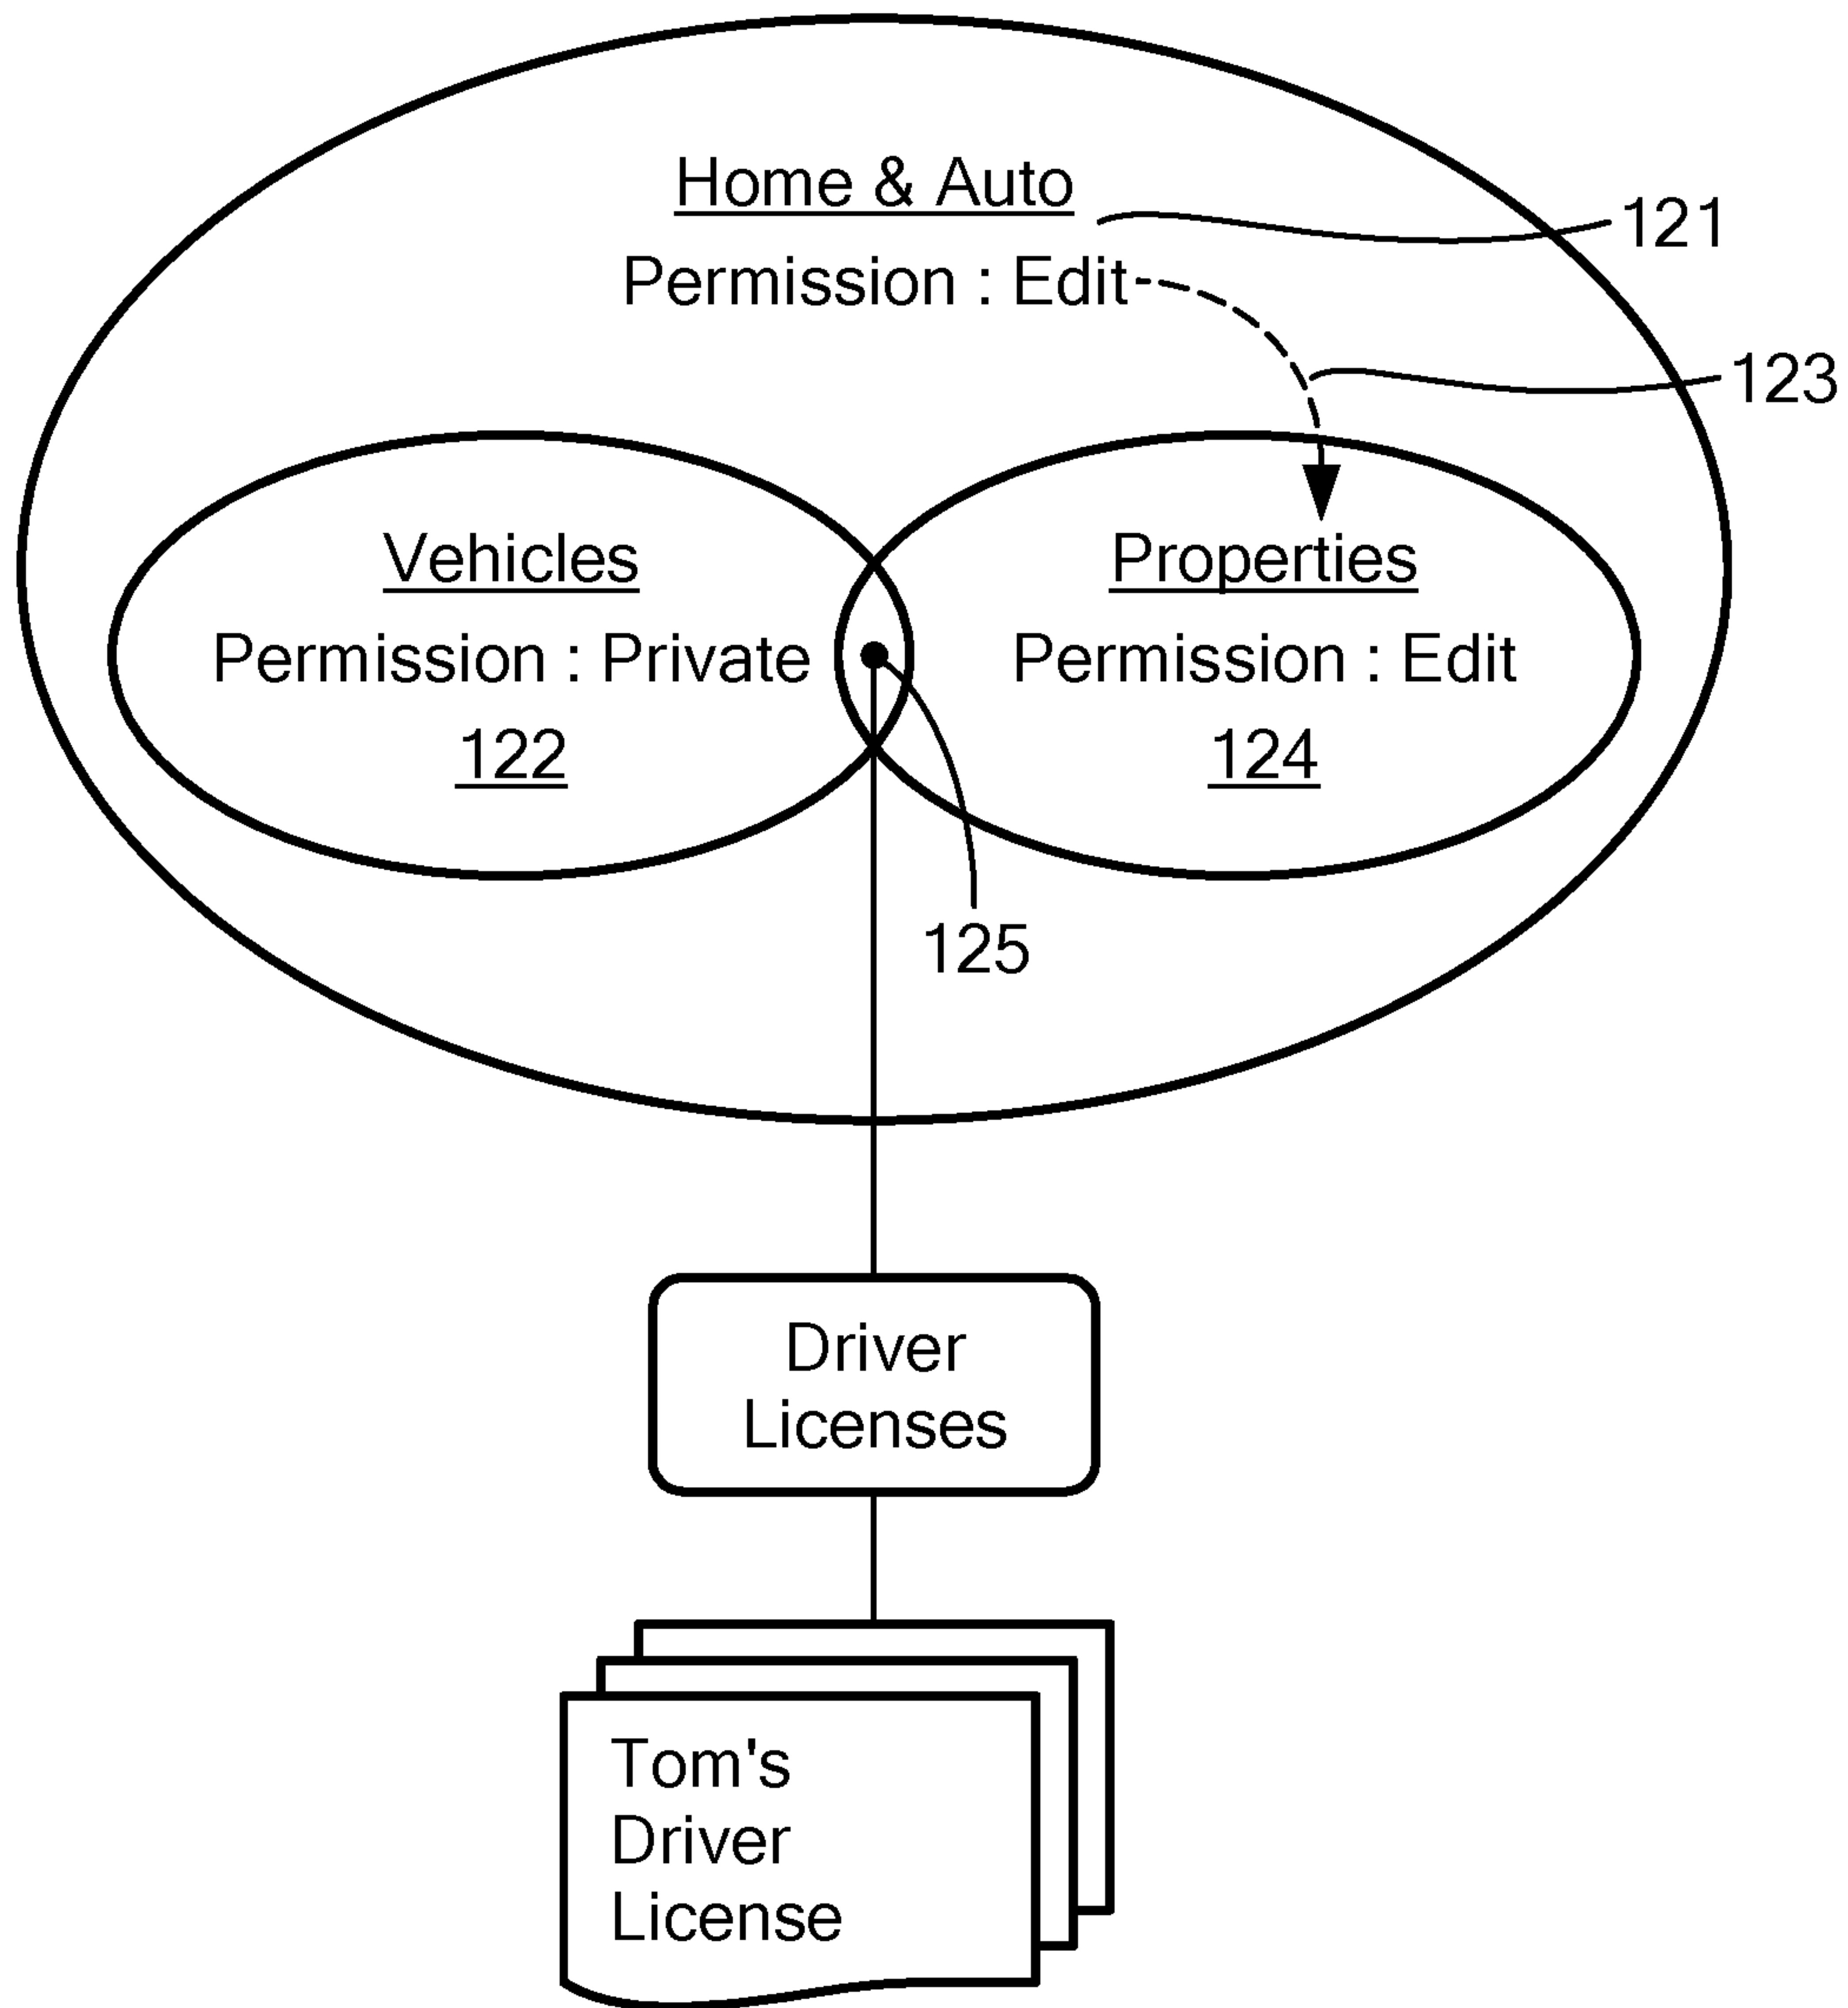 Home & Auto
121
Permission : Edit
123
Vehicles
Properties
Permission : Private
Permission : Edit
122
124
125
Driver
Licenses
Tom's
Driver
License